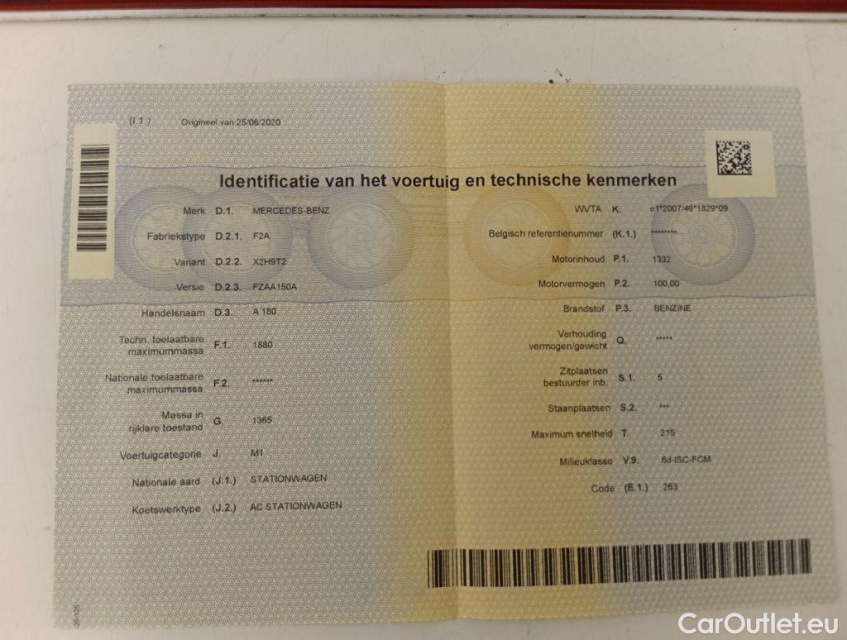 (I.1.) Origineel van 25/06/2020
Identificatie van het voertuig en technische kenmerken
Merk D.1. MERCEDES-BENZ
Fabriekstype D.2.1. F2A
Variant D.2.2. X2H9T2
Versie D.2.3. FZAA150A
Handelsnaam D.3. A 180
Techn. toelaatbare
maximummassa F.1. 1880
Nationale toelaatbare
maximummassa F.2. ******
Massa in
rijklare toestand G. 1365
Voertuigcategorie J. M1
Nationale aard (J.1.) STATIONWAGEN
Koetswerktype (J.2.) AC STATIONWAGEN
WVTA K. e1*2007/46*1829*09
Belgisch referentienummer (K.1.) ********
Motorinhoud P.1. 1332
Motorvermogen P.2. 100,00
Brandstof P.3. BENZINE
Verhouding
vermogen/gewicht Q. *****
Zitplaatsen
bestuurder inb. S.1. 5
Staanplaatsen S.2. ***
Maximum snelheid T. 215
Milieuklasse V.9. 6d-ISC-FCM
Code (E.1.) 263
CarOutlet.eu